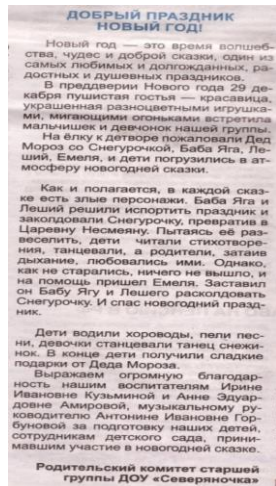 ДОБРЫЙ ПРАЗДНИК
НОВЫЙ ГОД!
Новый год — это время волшеб-
ства, чудес и доброй сказки, один из
самых любимых и долгожданных, ра-
достных и душевных праздников.
В преддверии Нового года 29 де-
кабря пушистая гостья — красавица,
украшенная разноцветными игрушка-
ми, мигающими огоньками встретила
мальчишек и девчонок нашей группы.
На ёлку к детворе пожаловали Дед
Мороз со Снегурочкой, Баба Яга, Ле-
ший, Емеля, и дети погрузились в ат-
мосферу новогодней сказки.
Как и полагается, в каждой сказ-
ке есть злые персонажи. Баба Яга и
Леший решили испортить праздник и
заколдовали Снегурочку, превратив в
Царевну Несмеяну. Пытаясь её раз-
веселить, дети читали стихотворе-
ния, танцевали, а родители, затаив
дыхание, любовались ими. Однако,
как не старались, ничего не вышло, и
на помощь пришел Емеля. Заставил
он Бабу Ягу и Лешего расколдовать
Снегурочку. И спас новогодний празд-
ник.
Дети водили хороводы, пели пес-
ни, девочки станцевали танец снежи-
нок. В конце дети получили сладкие
подарки от Деда Мороза.
Выражаем огромную благодар-
ность нашим воспитателям Ирине
Ивановне Кузьминой и Анне Эдуар-
довне Амировой, музыкальному ру-
ководителю Антонине Ивановне Гор-
буновой за подготовку наших детей,
сотрудникам детского сада, прини-
мавшим участие в новогодней сказке.
Родительский комитет старшей
группы ДОУ «Северяночка»